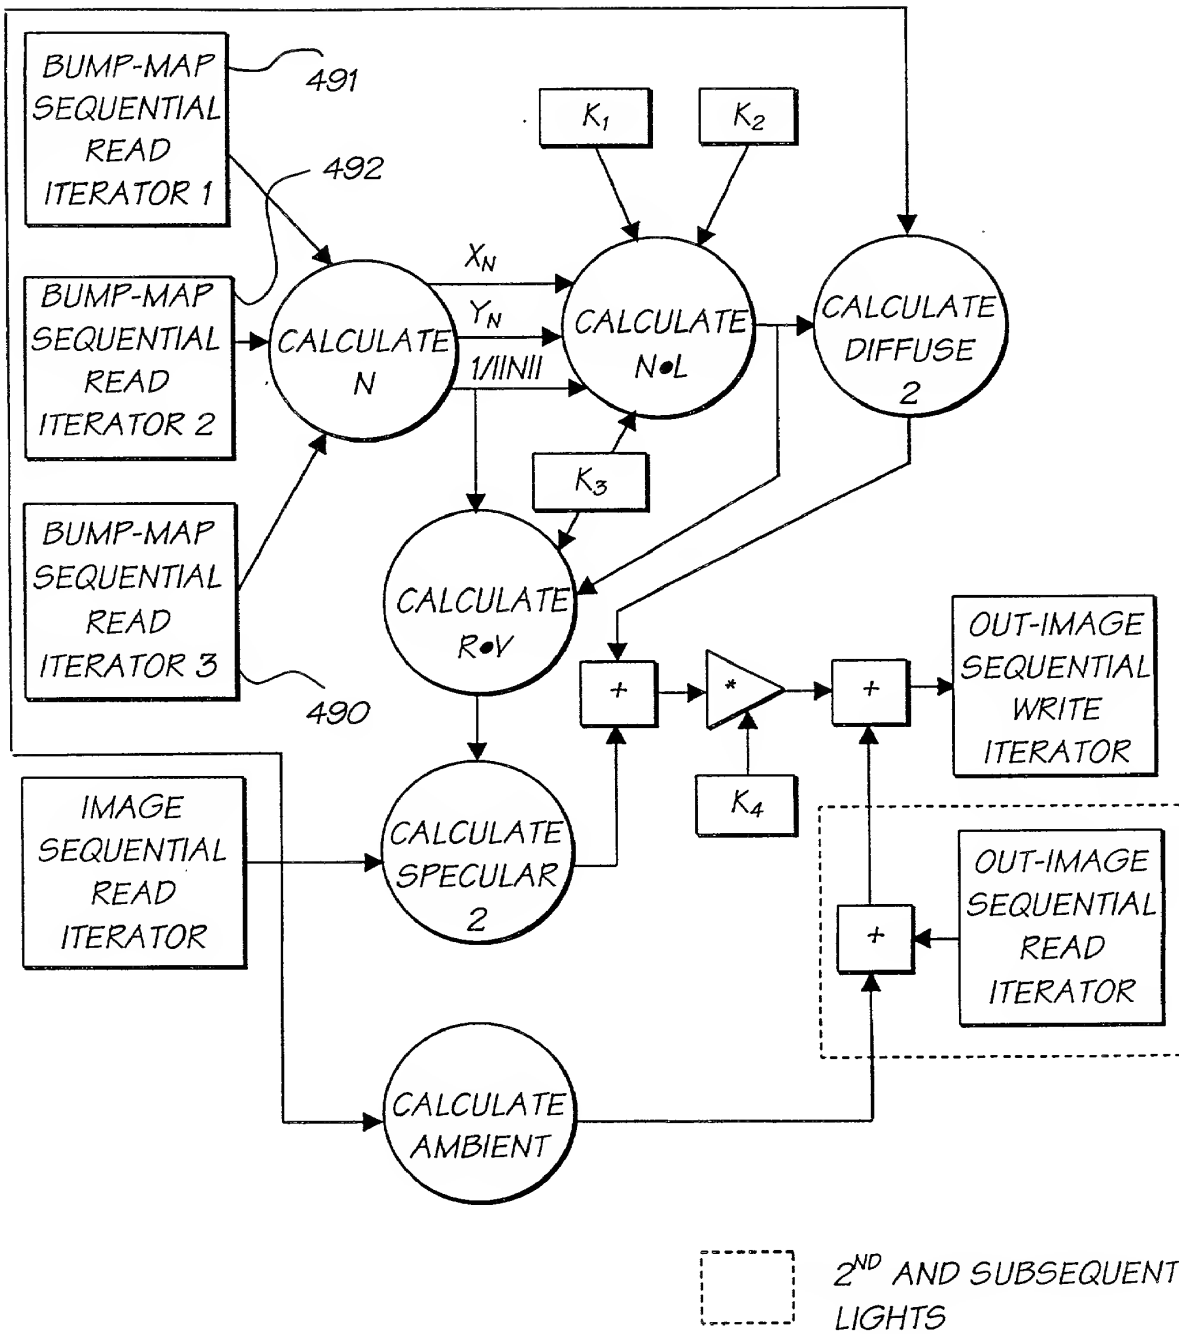 BUMP-MAP
SEQUENTIAL
READ
ITERATOR 1
491
BUMP-MAP
SEQUENTIAL
READ
ITERATOR 2
492
BUMP-MAP
SEQUENTIAL
READ
ITERATOR 3
490
CALCULATE
N
X_N
Y_N
1/||N||
K₁
K₂
CALCULATE
N•L
CALCULATE
DIFFUSE
2
K₃
CALCULATE
R•V
+
*
K₄
+
OUT-IMAGE
SEQUENTIAL
WRITE
ITERATOR
IMAGE
SEQUENTIAL
READ
ITERATOR
CALCULATE
SPECULAR
2
+
OUT-IMAGE
SEQUENTIAL
READ
ITERATOR
CALCULATE
AMBIENT
2ND AND SUBSEQUENT
LIGHTS